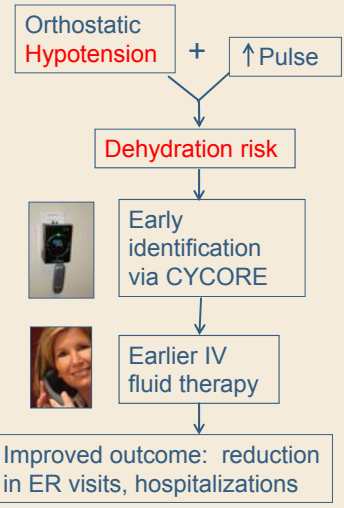 Orthostatic
Hypotension
+
↑ Pulse
Dehydration risk
Early
identification
via CYCORE
Earlier IV
fluid therapy
Improved outcome: reduction
in ER visits, hospitalizations